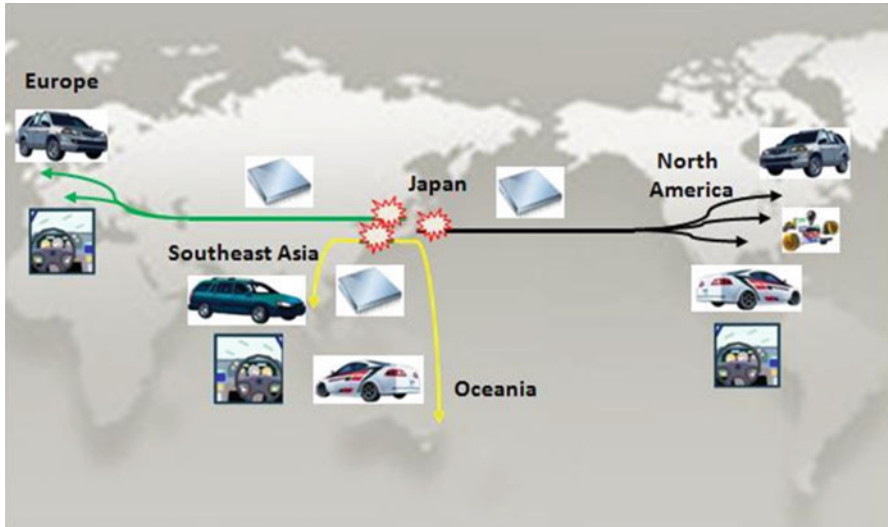 Europe
Japan
North
America
Southeast Asia
Oceania